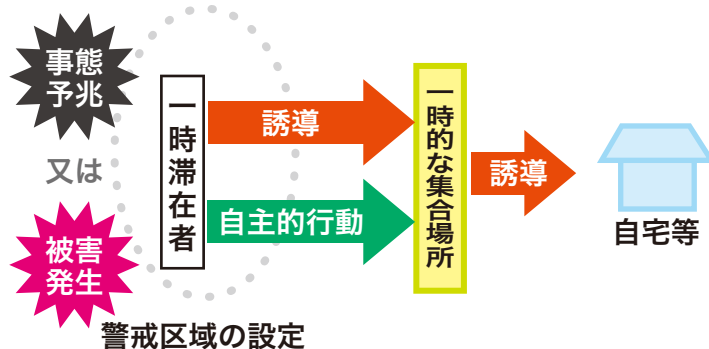 事態
予兆
又は
被害
発生
一時滞在者
誘導
自主的行動
一時的な集合場所
誘導
自宅等
警戒区域の設定